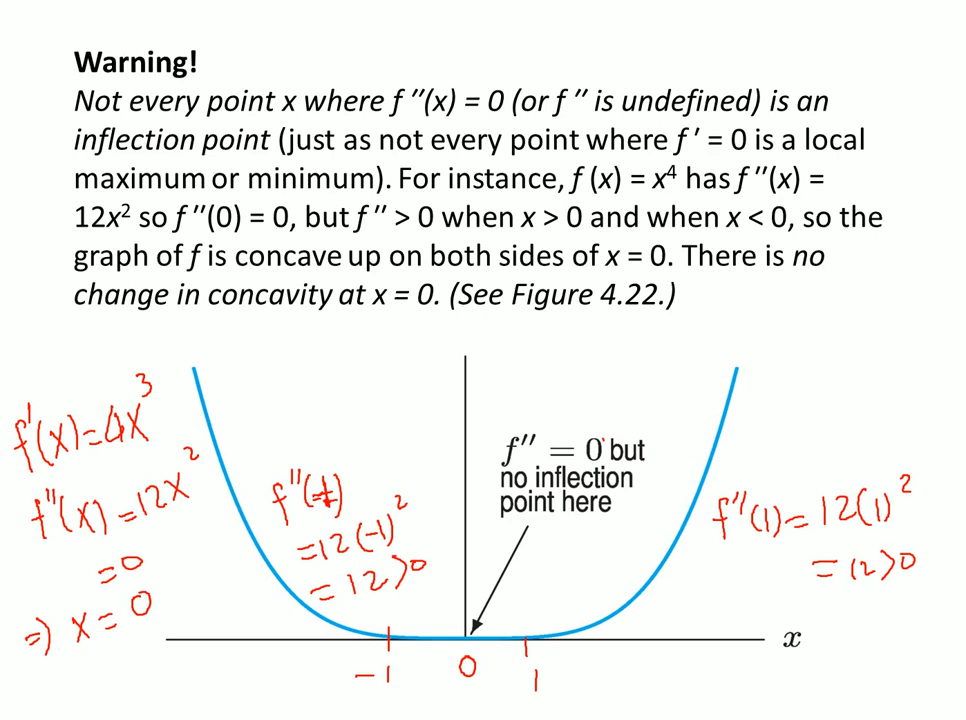 Warning!
Not every point x where f ″(x) = 0 (or f ″ is undefined) is an
inflection point (just as not every point where f ′ = 0 is a local
maximum or minimum). For instance, f (x) = x⁴ has f ″(x) =
12x² so f ″(0) = 0, but f ″ > 0 when x > 0 and when x < 0, so the
graph of f is concave up on both sides of x = 0. There is no
change in concavity at x = 0. (See Figure 4.22.)
f'(x)=4x³
f"(x)=12x²
=0
=) x=0
f"(-1)
=12(-1)²
=12>0
f″ = 0 but
no inflection
point here
f"(1)=12(1)²
=12>0
x
-1 0 1